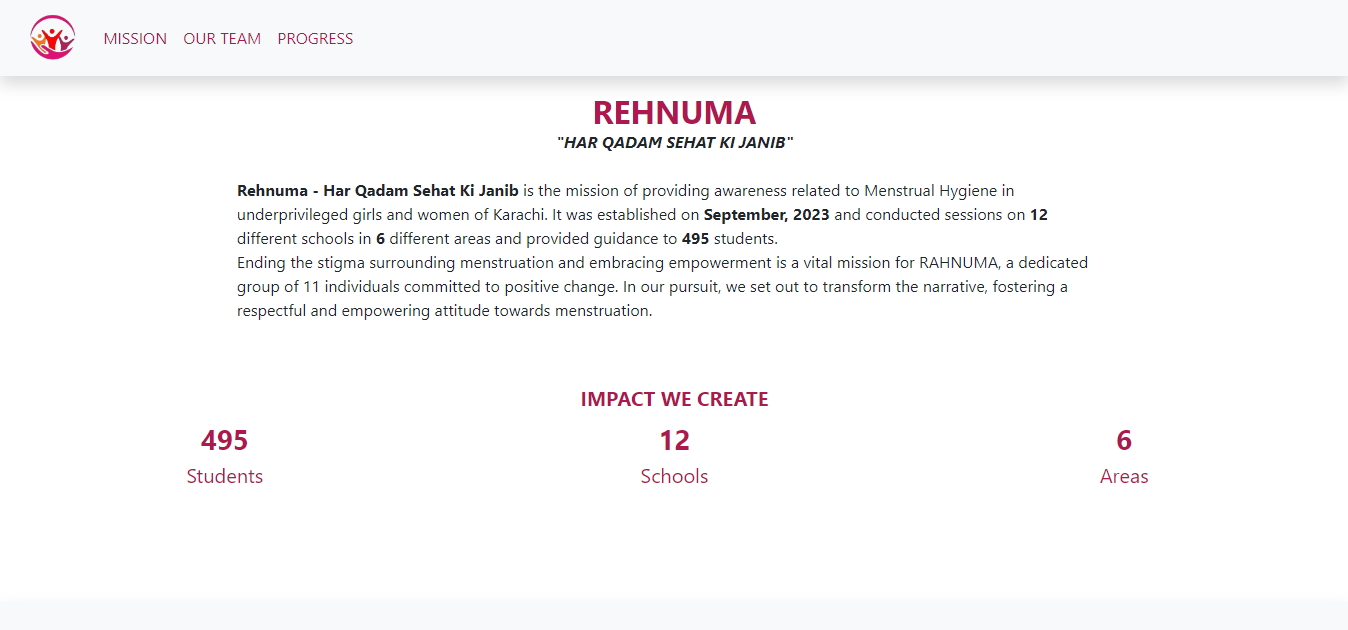 MISSION OUR TEAM PROGRESS
REHNUMA
"HAR QADAM SEHAT KI JANIB"
Rehnuma - Har Qadam Sehat Ki Janib is the mission of providing awareness related to Menstrual Hygiene in
underprivileged girls and women of Karachi. It was established on September, 2023 and conducted sessions on 12
different schools in 6 different areas and provided guidance to 495 students.
Ending the stigma surrounding menstruation and embracing empowerment is a vital mission for RAHNUMA, a dedicated
group of 11 individuals committed to positive change. In our pursuit, we set out to transform the narrative, fostering a
respectful and empowering attitude towards menstruation.
IMPACT WE CREATE
495 12 6
Students Schools Areas